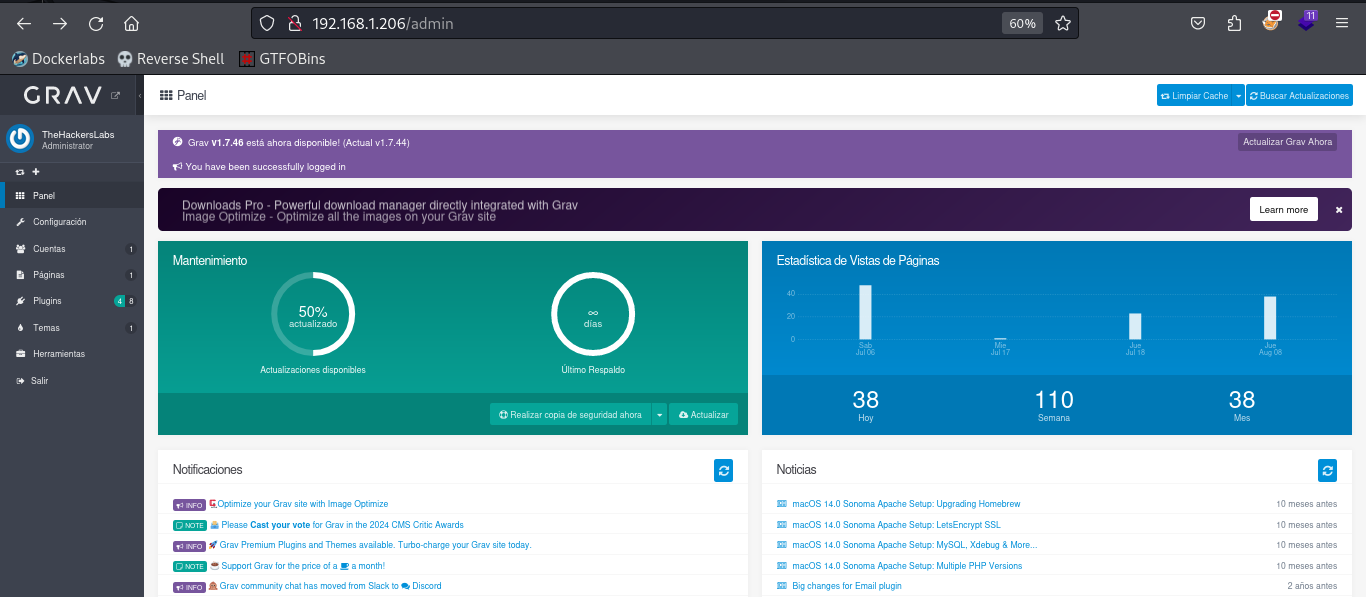 192.168.1.206/admin
60%
11
Dockerlabs
Reverse Shell
GTFOBins
GRAV
TheHackersLabs
Administrator
Panel
Configuración
Cuentas 1
Páginas 1
Plugins 4 8
Temas 1
Herramientas
Salir
Panel
Limpiar Cache
Buscar Actualizaciones
Grav v1.7.46 está ahora disponible! (Actual v1.7.44)
Actualizar Grav Ahora
You have been successfully logged in
Downloads Pro - Powerful download manager directly integrated with Grav
Image Optimize - Optimize all the images on your Grav site
Learn more
Mantenimiento
50%
actualizado
Actualizaciones disponibles
∞
días
Último Respaldo
Realizar copia de seguridad ahora
Actualizar
Estadística de Vistas de Páginas
40
20
0
Sab
Jul 06
Mie
Jul 17
Jue
Jul 18
Jue
Aug 08
38
Hoy
110
Semana
38
Mes
Notificaciones
INFO Optimize your Grav site with Image Optimize
NOTE Please Cast your vote for Grav in the 2024 CMS Critic Awards
INFO Grav Premium Plugins and Themes available. Turbo-charge your Grav site today.
NOTE Support Grav for the price of a a month!
INFO Grav community chat has moved from Slack to Discord
Noticias
macOS 14.0 Sonoma Apache Setup: Upgrading Homebrew 10 meses antes
macOS 14.0 Sonoma Apache Setup: LetsEncrypt SSL 10 meses antes
macOS 14.0 Sonoma Apache Setup: MySQL, Xdebug & More... 10 meses antes
macOS 14.0 Sonoma Apache Setup: Multiple PHP Versions 10 meses antes
Big changes for Email plugin 2 años antes